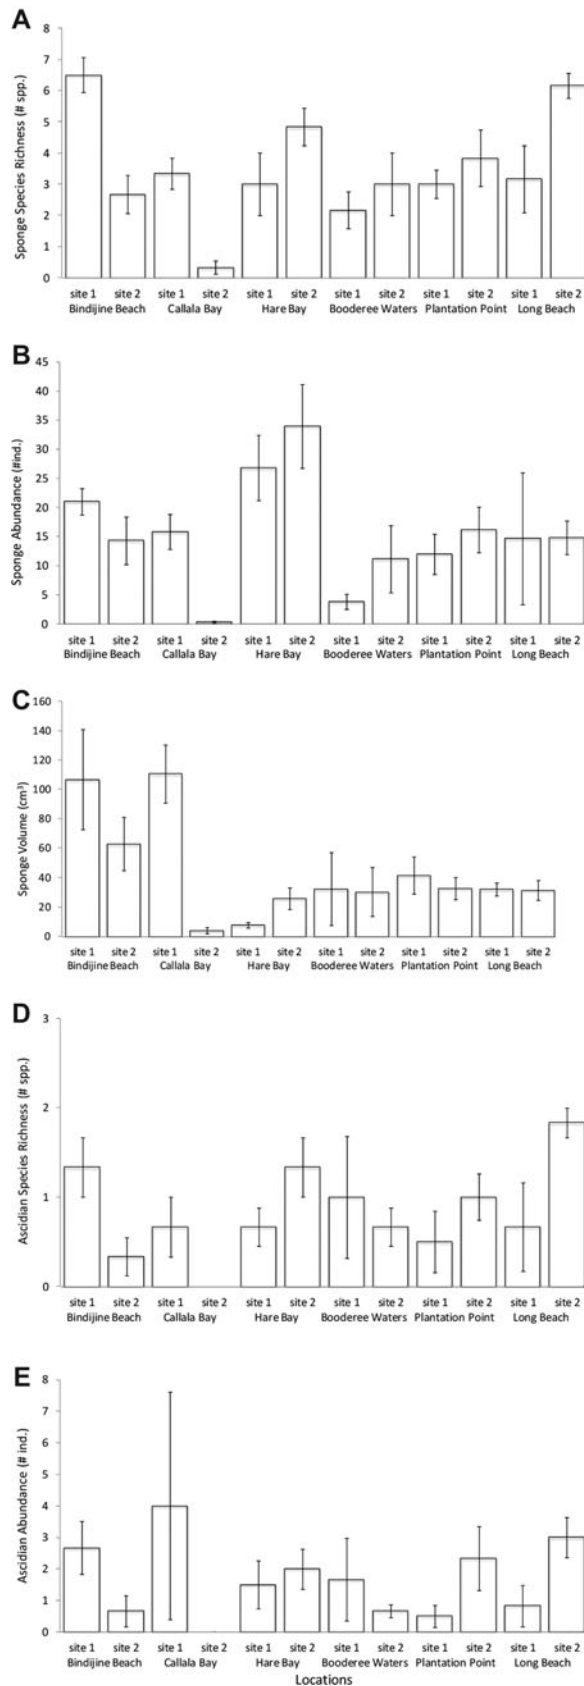 A
Sponge Species Richness (# spp.)
8
7
6
5
4
3
2
1
0
site 1 site 2 site 1 site 2 site 1 site 2 site 1 site 2 site 1 site 2 site 1 site 2
Bindijine Beach Callala Bay Hare Bay Booderee Waters Plantation Point Long Beach
B
Sponge Abundance (#ind.)
45
40
35
30
25
20
15
10
5
0
site 1 site 2 site 1 site 2 site 1 site 2 site 1 site 2 site 1 site 2 site 1 site 2
Bindijine Beach Callala Bay Hare Bay Booderee Waters Plantation Point Long Beach
C
Sponge Volume (cm³)
160
140
120
100
80
60
40
20
0
site 1 site 2 site 1 site 2 site 1 site 2 site 1 site 2 site 1 site 2 site 1 site 2
Bindijine Beach Callala Bay Hare Bay Booderee Waters Plantation Point Long Beach
D
Ascidian Species Richness (# spp.)
3
2
1
0
site 1 site 2 site 1 site 2 site 1 site 2 site 1 site 2 site 1 site 2 site 1 site 2
Bindijine Beach Callala Bay Hare Bay Booderee Waters Plantation Point Long Beach
E
Ascidian Abundance (# ind.)
8
7
6
5
4
3
2
1
0
site 1 site 2 site 1 site 2 site 1 site 2 site 1 site 2 site 1 site 2 site 1 site 2
Bindijine Beach Callala Bay Hare Bay Booderee Waters Plantation Point Long Beach
Locations